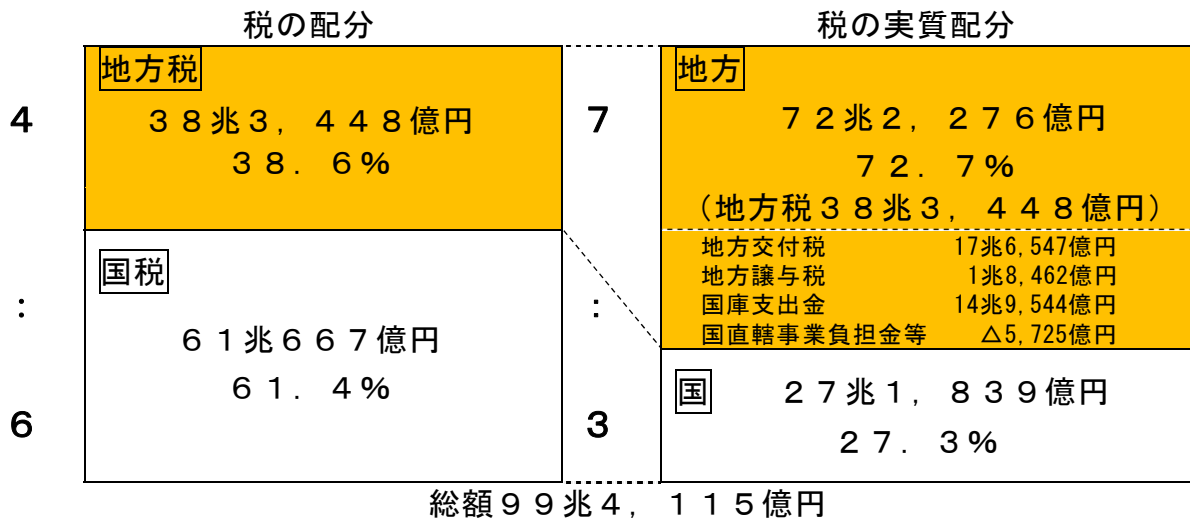 税の配分
4
:
6
地方税
38兆3,448億円
38.6%
国税
61兆667億円
61.4%
税の実質配分
7
:
3
地方
72兆2,276億円
72.7%
(地方税38兆3,448億円)
地方交付税 17兆6,547億円
地方譲与税 1兆8,462億円
国庫支出金 14兆9,544億円
国直轄事業負担金等 △5,725億円
国 27兆1,839億円
27.3%
総額99兆4,115億円